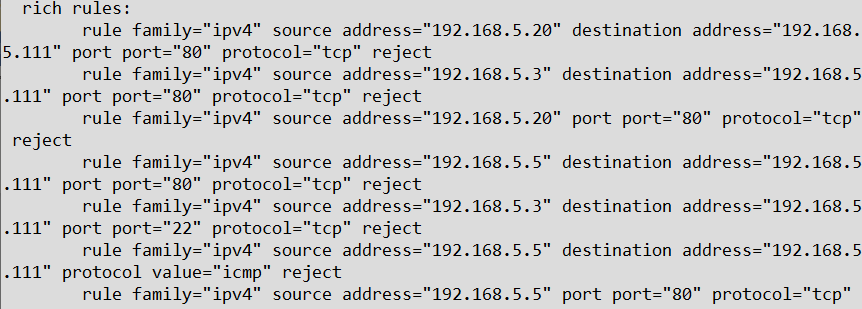 rich rules:
rule family="ipv4" source address="192.168.5.20" destination address="192.168.
5.111" port port="80" protocol="tcp" reject
rule family="ipv4" source address="192.168.5.3" destination address="192.168.5
.111" port port="80" protocol="tcp" reject
rule family="ipv4" source address="192.168.5.20" port port="80" protocol="tcp"
reject
rule family="ipv4" source address="192.168.5.5" destination address="192.168.5
.111" port port="80" protocol="tcp" reject
rule family="ipv4" source address="192.168.5.3" destination address="192.168.5
.111" port port="22" protocol="tcp" reject
rule family="ipv4" source address="192.168.5.5" destination address="192.168.5
.111" protocol value="icmp" reject
rule family="ipv4" source address="192.168.5.5" port port="80" protocol="tcp"